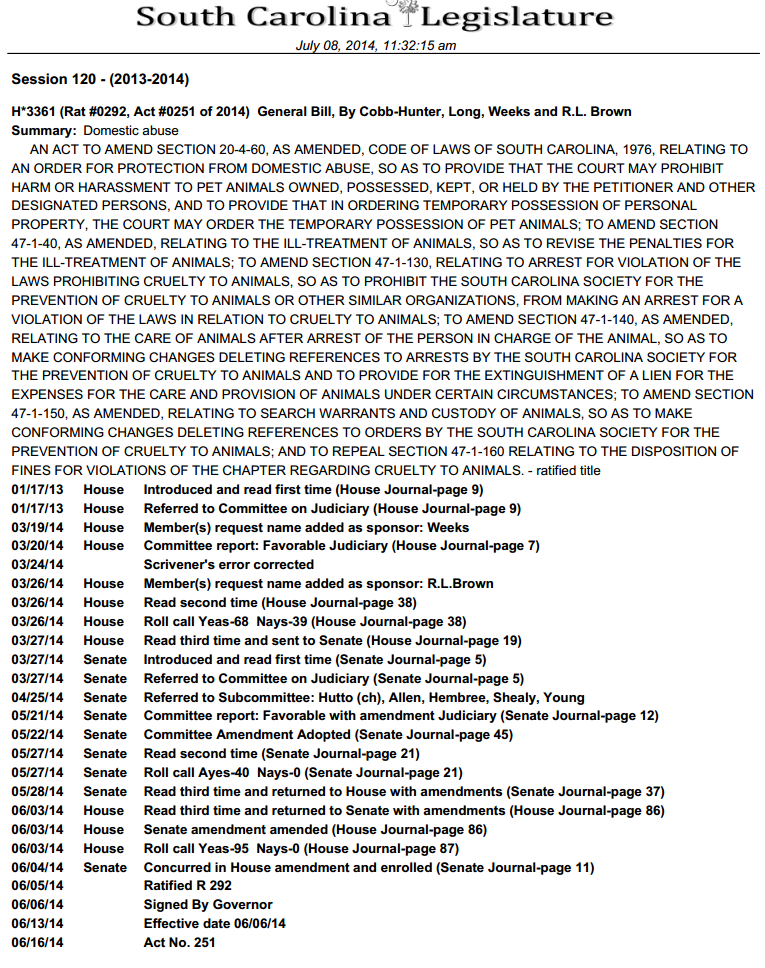 South Carolina Legislature
July 08, 2014, 11:32:15 am
Session 120 - (2013-2014)
H*3361 (Rat #0292, Act #0251 of 2014)  General Bill, By Cobb-Hunter, Long, Weeks and R.L. Brown
Summary:  Domestic abuse
AN ACT TO AMEND SECTION 20-4-60, AS AMENDED, CODE OF LAWS OF SOUTH CAROLINA, 1976, RELATING TO
AN ORDER FOR PROTECTION FROM DOMESTIC ABUSE, SO AS TO PROVIDE THAT THE COURT MAY PROHIBIT
HARM OR HARASSMENT TO PET ANIMALS OWNED, POSSESSED, KEPT, OR HELD BY THE PETITIONER AND OTHER
DESIGNATED PERSONS, AND TO PROVIDE THAT IN ORDERING TEMPORARY POSSESSION OF PERSONAL
PROPERTY, THE COURT MAY ORDER THE TEMPORARY POSSESSION OF PET ANIMALS; TO AMEND SECTION
47-1-40, AS AMENDED, RELATING TO THE ILL-TREATMENT OF ANIMALS, SO AS TO REVISE THE PENALTIES FOR
THE ILL-TREATMENT OF ANIMALS; TO AMEND SECTION 47-1-130, RELATING TO ARREST FOR VIOLATION OF THE
LAWS PROHIBITING CRUELTY TO ANIMALS, SO AS TO PROHIBIT THE SOUTH CAROLINA SOCIETY FOR THE
PREVENTION OF CRUELTY TO ANIMALS OR OTHER SIMILAR ORGANIZATIONS, FROM MAKING AN ARREST FOR A
VIOLATION OF THE LAWS IN RELATION TO CRUELTY TO ANIMALS; TO AMEND SECTION 47-1-140, AS AMENDED,
RELATING TO THE CARE OF ANIMALS AFTER ARREST OF THE PERSON IN CHARGE OF THE ANIMAL, SO AS TO
MAKE CONFORMING CHANGES DELETING REFERENCES TO ARRESTS BY THE SOUTH CAROLINA SOCIETY FOR
THE PREVENTION OF CRUELTY TO ANIMALS AND TO PROVIDE FOR THE EXTINGUISHMENT OF A LIEN FOR THE
EXPENSES FOR THE CARE AND PROVISION OF ANIMALS UNDER CERTAIN CIRCUMSTANCES; TO AMEND SECTION
47-1-150, AS AMENDED, RELATING TO SEARCH WARRANTS AND CUSTODY OF ANIMALS, SO AS TO MAKE
CONFORMING CHANGES DELETING REFERENCES TO ORDERS BY THE SOUTH CAROLINA SOCIETY FOR THE
PREVENTION OF CRUELTY TO ANIMALS; AND TO REPEAL SECTION 47-1-160 RELATING TO THE DISPOSITION OF
FINES FOR VIOLATIONS OF THE CHAPTER REGARDING CRUELTY TO ANIMALS. - ratified title
01/17/13 House Introduced and read first time (House Journal-page 9)
01/17/13 House Referred to Committee on Judiciary (House Journal-page 9)
03/19/14 House Member(s) request name added as sponsor: Weeks
03/20/14 House Committee report: Favorable Judiciary (House Journal-page 7)
03/24/14 Scrivener's error corrected
03/26/14 House Member(s) request name added as sponsor: R.L.Brown
03/26/14 House Read second time (House Journal-page 38)
03/26/14 House Roll call Yeas-68  Nays-39 (House Journal-page 38)
03/27/14 House Read third time and sent to Senate (House Journal-page 19)
03/27/14 Senate Introduced and read first time (Senate Journal-page 5)
03/27/14 Senate Referred to Committee on Judiciary (Senate Journal-page 5)
04/25/14 Senate Referred to Subcommittee: Hutto (ch), Allen, Hembree, Shealy, Young
05/21/14 Senate Committee report: Favorable with amendment Judiciary (Senate Journal-page 12)
05/22/14 Senate Committee Amendment Adopted (Senate Journal-page 45)
05/27/14 Senate Read second time (Senate Journal-page 21)
05/27/14 Senate Roll call Ayes-40  Nays-0 (Senate Journal-page 21)
05/28/14 Senate Read third time and returned to House with amendments (Senate Journal-page 37)
06/03/14 House Read third time and returned to Senate with amendments (House Journal-page 86)
06/03/14 House Senate amendment amended (House Journal-page 86)
06/03/14 House Roll call Yeas-95  Nays-0 (House Journal-page 87)
06/04/14 Senate Concurred in House amendment and enrolled (Senate Journal-page 11)
06/05/14 Ratified R 292
06/06/14 Signed By Governor
06/13/14 Effective date 06/06/14
06/16/14 Act No. 251